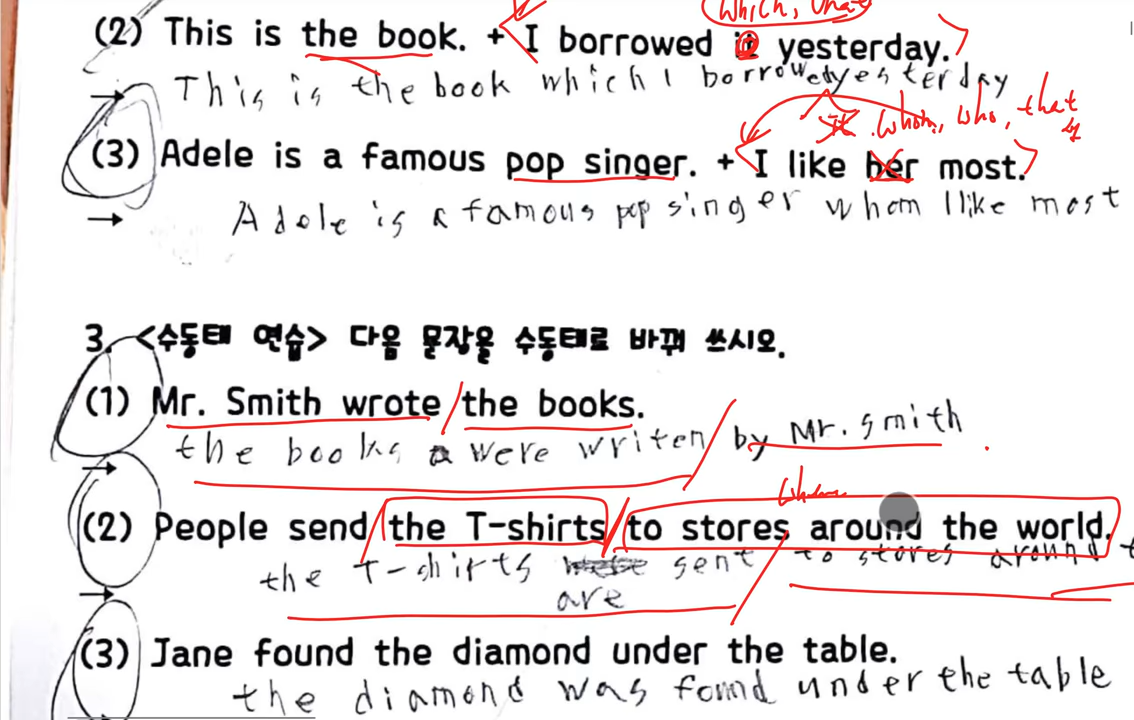 which, that
(2) This is the book. + I borrowed it yesterday.
→ This is the book which I borrowed yesterday
whom, who, that
(3) Adele is a famous pop singer. + I like her most.
→ Adele is a famous pop singer whom I like most
3. <수동태 연습> 다음 문장을 수동태로 바꿔 쓰시오.
(1) Mr. Smith wrote the books.
→ the books were writen by Mr. Smith.
(2) People send the T-shirts to stores around the world.
→ the T-shirts sent to stores around
are
(3) Jane found the diamond under the table.
the diamond was found under the table